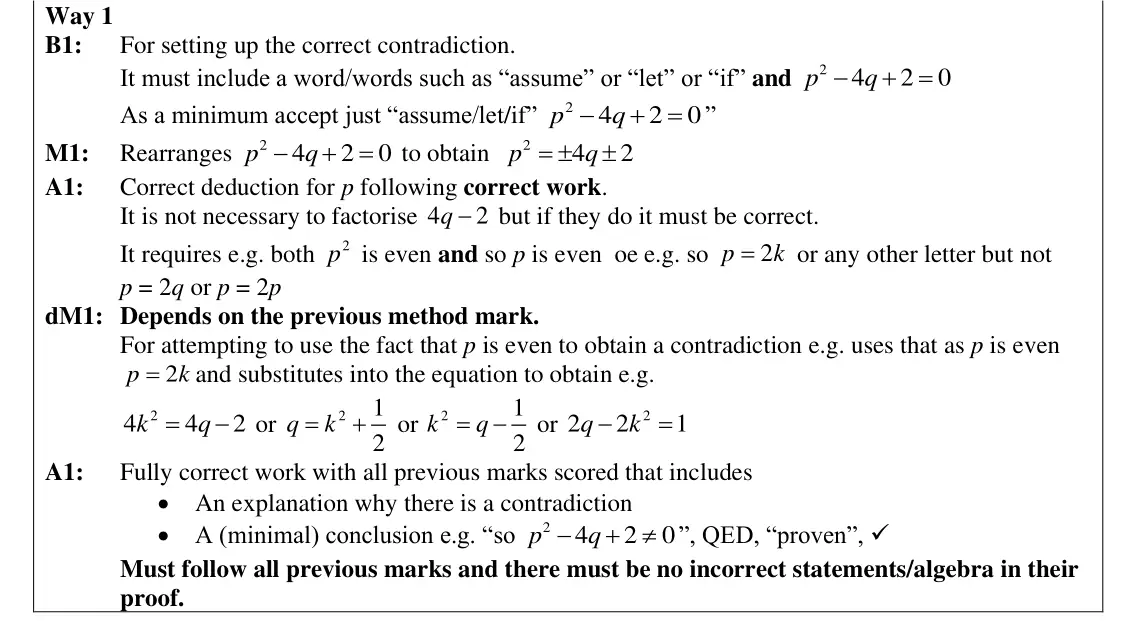 Way 1
B1: For setting up the correct contradiction.
It must include a word/words such as “assume” or “let” or “if” and p² − 4q + 2 = 0
As a minimum accept just “assume/let/if” p² − 4q + 2 = 0”
M1: Rearranges p² − 4q + 2 = 0 to obtain p² = ±4q ± 2
A1: Correct deduction for p following correct work.
It is not necessary to factorise 4q − 2 but if they do it must be correct.
It requires e.g. both p² is even and so p is even oe e.g. so p = 2k or any other letter but not
p = 2q or p = 2p
dM1: Depends on the previous method mark.
For attempting to use the fact that p is even to obtain a contradiction e.g. uses that as p is even
p = 2k and substitutes into the equation to obtain e.g.
4k² = 4q − 2 or q = k² + 1/2 or k² = q − 1/2 or 2q − 2k² = 1
A1: Fully correct work with all previous marks scored that includes
• An explanation why there is a contradiction
• A (minimal) conclusion e.g. “so p² − 4q + 2 ≠ 0”, QED, “proven”, ✓
Must follow all previous marks and there must be no incorrect statements/algebra in their
proof.